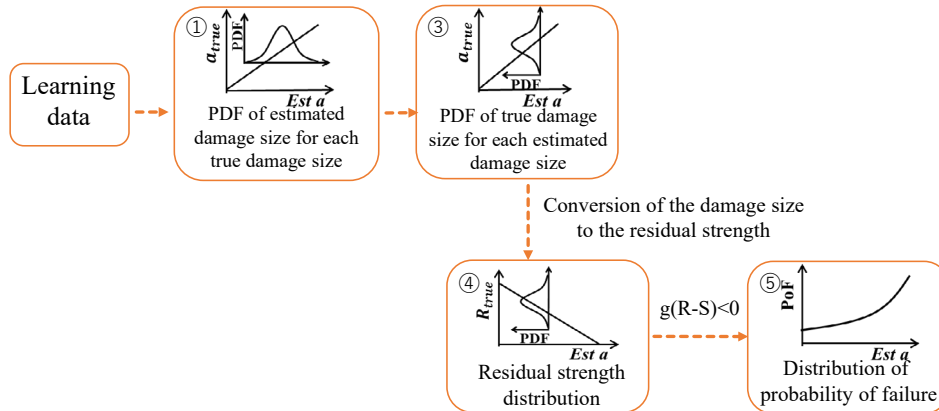 Learning
data
①
a_true
PDF
Est a
PDF of estimated
damage size for each
true damage size
③
a_true
PDF
Est a
PDF of true damage
size for each estimated
damage size
Conversion of the damage size
to the residual strength
④
R_true
PDF
Est a
Residual strength
distribution
g(R-S)<0
⑤
PoF
Est a
Distribution of
probability of failure